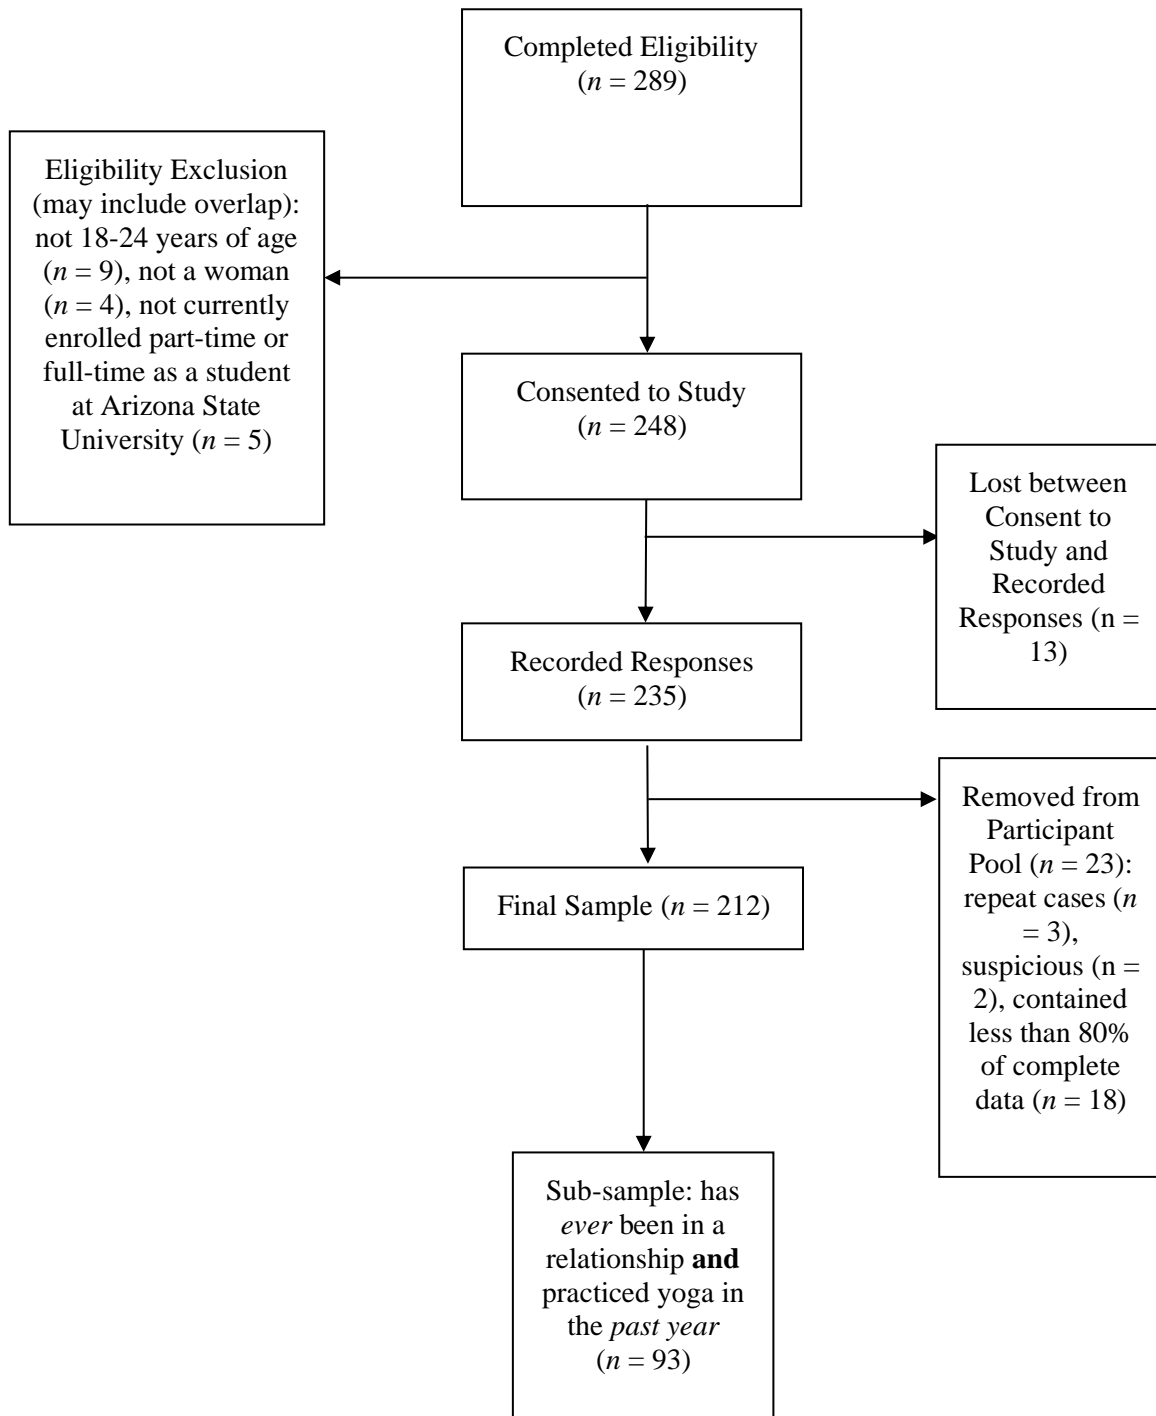 Completed Eligibility
(n = 289)
Eligibility Exclusion
(may include overlap):
not 18-24 years of age
(n = 9), not a woman
(n = 4), not currently
enrolled part-time or
full-time as a student
at Arizona State
University (n = 5)
Consented to Study
(n = 248)
Lost between
Consent to
Study and
Recorded
Responses (n =
13)
Recorded Responses
(n = 235)
Removed from
Participant
Pool (n = 23):
repeat cases (n
= 3),
suspicious (n =
2), contained
less than 80%
of complete
data (n = 18)
Final Sample (n = 212)
Sub-sample: has
ever been in a
relationship and
practiced yoga in
the past year
(n = 93)